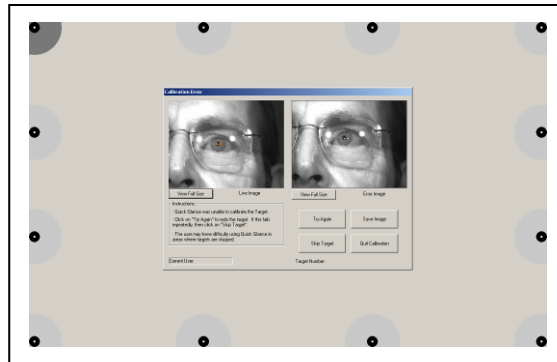 Calibration Error
View Full Size
Live Image
View Full Size
Error Image
Instructions:
-Quick Glance was unable to calibrate the Target.
-Click on "Try Again" to redo the target. If this fails
repeatedly, then click on "Skip Target".
-The user may have difficulty using Quick Glance in
areas where targets are skipped.
Try Again
Save Image
Skip Target
Quit Calibration
Current User:
Target Number: